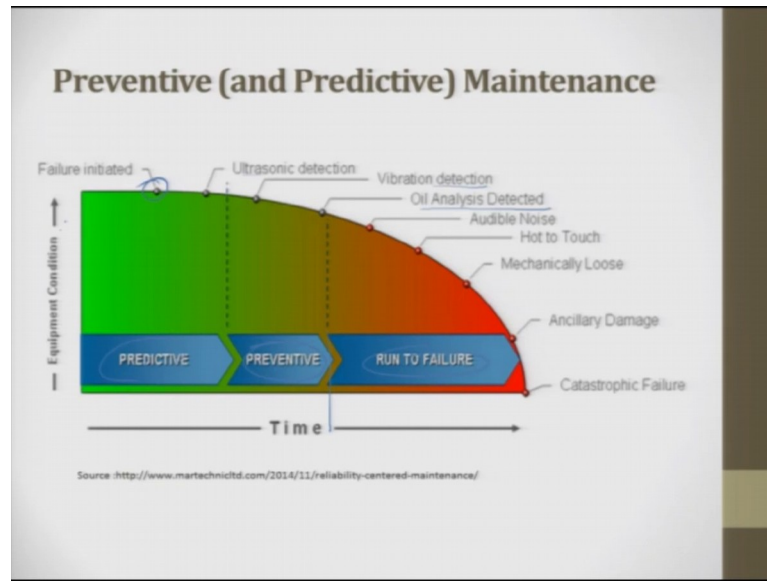 Preventive (and Predictive) Maintenance
Failure initiated
Ultrasonic detection
Vibration detection
Oil Analysis Detected
Audible Noise
Hot to Touch
Mechanically Loose
Ancillary Damage
Catastrophic Failure
Equipment Condition
PREDICTIVE
PREVENTIVE
RUN TO FAILURE
Time
Source :http://www.martechnicltd.com/2014/11/reliability-centered-maintenance/